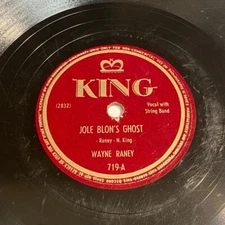 KING
(2832)
Vocal with
String Band
JOLE BLON'S GHOST
- Raney - N. King -
WAYNE RANEY
719-A